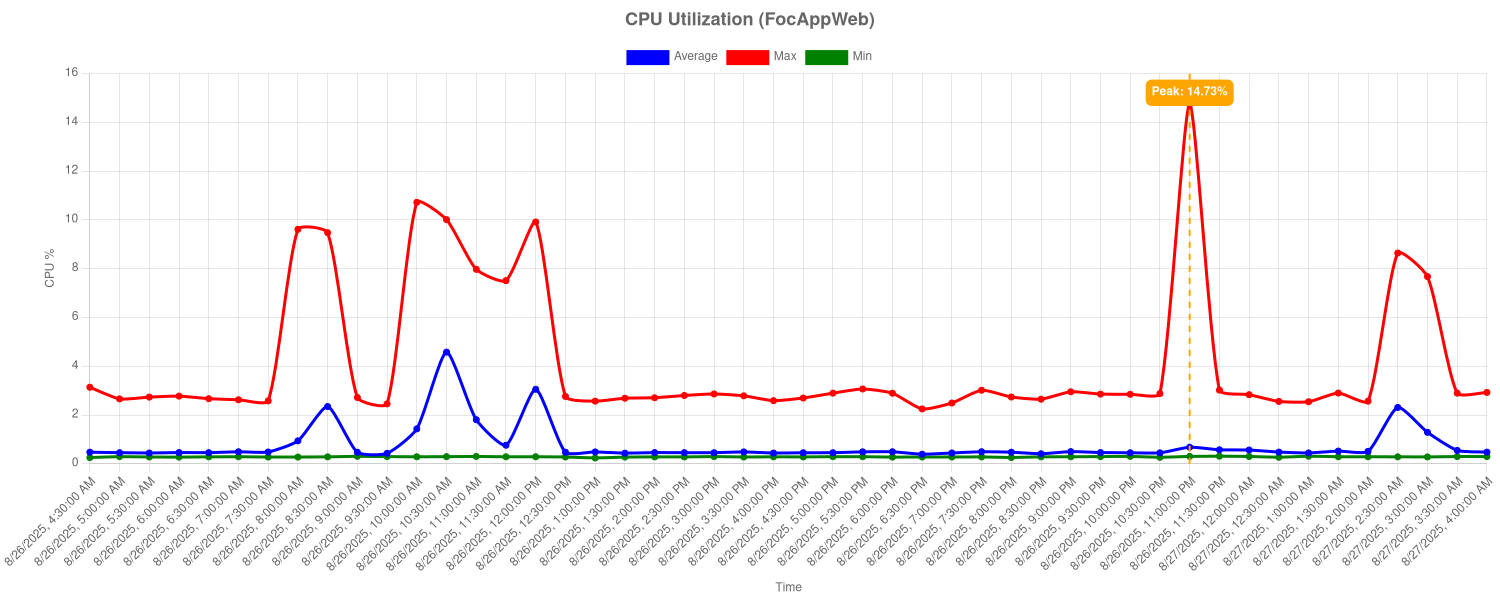 CPU Utilization (FocAppWeb)
Average Max Min
Peak: 14.73%
16
14
12
10
8
6
4
2
0
CPU %
8/26/2025, 4:30:00 AM
8/26/2025, 5:00:00 AM
8/26/2025, 5:30:00 AM
8/26/2025, 6:00:00 AM
8/26/2025, 6:30:00 AM
8/26/2025, 7:00:00 AM
8/26/2025, 7:30:00 AM
8/26/2025, 8:00:00 AM
8/26/2025, 8:30:00 AM
8/26/2025, 9:00:00 AM
8/26/2025, 9:30:00 AM
8/26/2025, 10:00:00 AM
8/26/2025, 10:30:00 AM
8/26/2025, 11:00:00 AM
8/26/2025, 11:30:00 AM
8/26/2025, 12:00:00 PM
8/26/2025, 12:30:00 PM
8/26/2025, 1:00:00 PM
8/26/2025, 1:30:00 PM
8/26/2025, 2:00:00 PM
8/26/2025, 2:30:00 PM
8/26/2025, 3:00:00 PM
8/26/2025, 3:30:00 PM
8/26/2025, 4:00:00 PM
8/26/2025, 4:30:00 PM
8/26/2025, 5:00:00 PM
8/26/2025, 5:30:00 PM
8/26/2025, 6:00:00 PM
8/26/2025, 6:30:00 PM
8/26/2025, 7:00:00 PM
8/26/2025, 7:30:00 PM
8/26/2025, 8:00:00 PM
8/26/2025, 8:30:00 PM
8/26/2025, 9:00:00 PM
8/26/2025, 9:30:00 PM
8/26/2025, 10:00:00 PM
8/26/2025, 10:30:00 PM
8/26/2025, 11:00:00 PM
8/26/2025, 11:30:00 PM
8/27/2025, 12:00:00 AM
8/27/2025, 12:30:00 AM
8/27/2025, 1:00:00 AM
8/27/2025, 1:30:00 AM
8/27/2025, 2:00:00 AM
8/27/2025, 2:30:00 AM
8/27/2025, 3:00:00 AM
8/27/2025, 3:30:00 AM
8/27/2025, 4:00:00 AM
Time